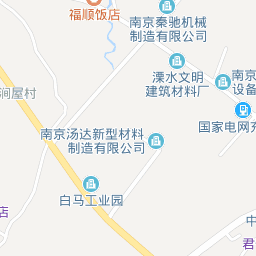 福顺饭店
南京秦驰机械
制造有限公司
溧水文明
建筑材料厂
南京
设备
国家电网充
涧屋村
南京汤达新型材料
制造有限公司
白马工业园
店
中
君